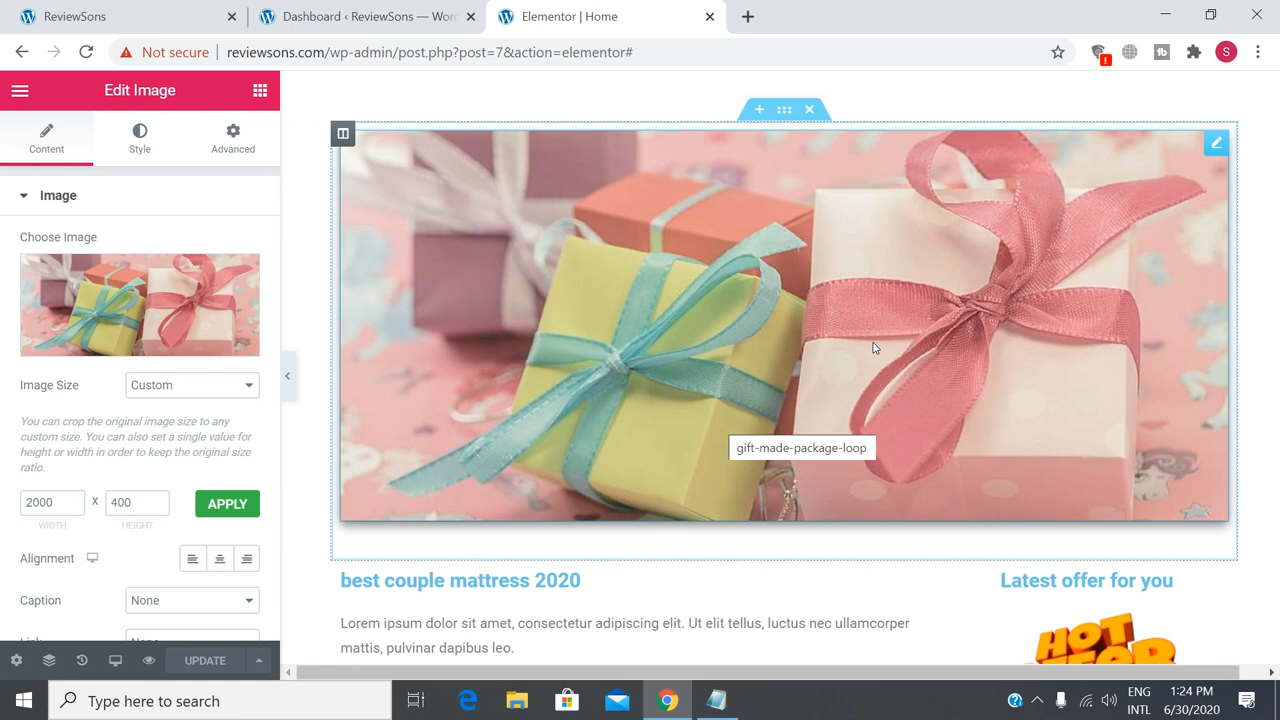 ReviewSons
Dashboard ‹ ReviewSons — Word
Elementor | Home
Not secure
reviewsons.com/wp-admin/post.php?post=7&action=elementor#
S
Edit Image
Content
Style
Advanced
Image
Choose Image
Image Size
Custom
You can crop the original image size to any
custom size. You can also set a single value for
height or width in order to keep the original size
ratio.
2000 X 400
APPLY
WIDTH
HEIGHT
Alignment
Caption
None
UPDATE
gift-made-package-loop
best couple mattress 2020
Lorem ipsum dolor sit amet, consectetur adipiscing elit. Ut elit tellus, luctus nec ullamcorper
mattis, pulvinar dapibus leo.
Latest offer for you
HOT
Type here to search
ENG
INTL
1:24 PM
6/30/2020